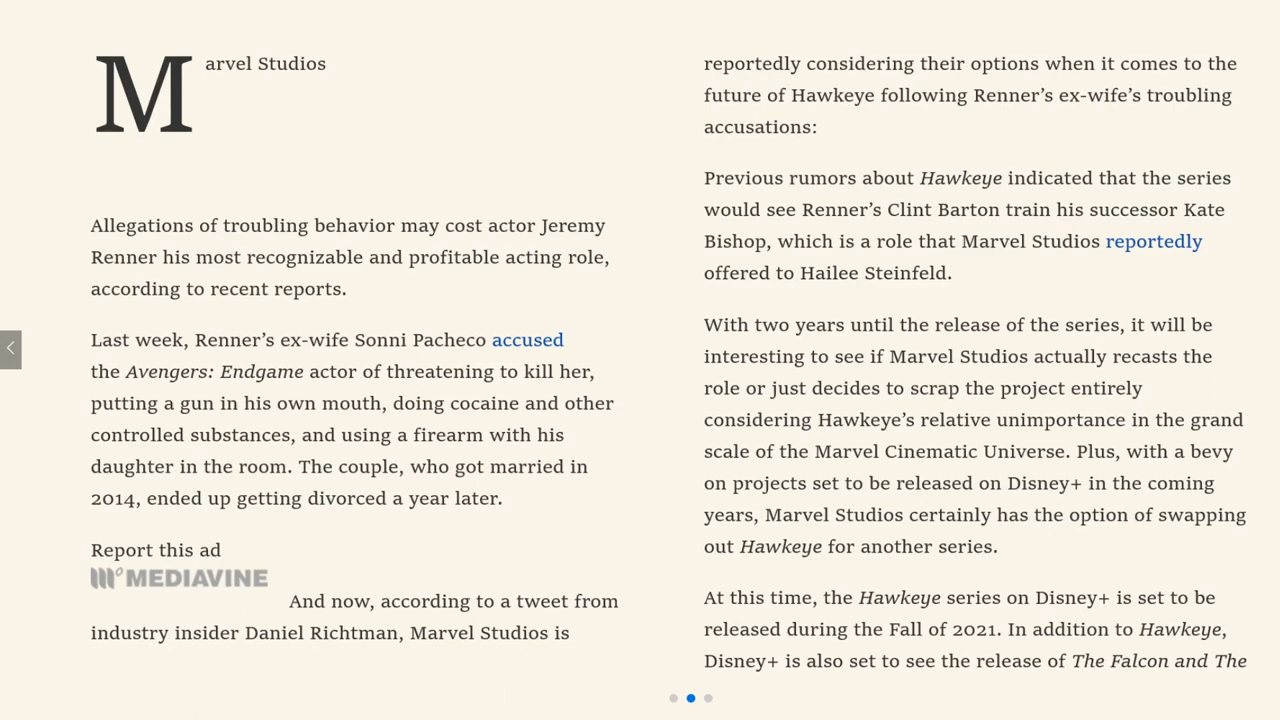 Marvel Studios
Allegations of troubling behavior may cost actor Jeremy
Renner his most recognizable and profitable acting role,
according to recent reports.
Last week, Renner’s ex-wife Sonni Pacheco accused
the Avengers: Endgame actor of threatening to kill her,
putting a gun in his own mouth, doing cocaine and other
controlled substances, and using a firearm with his
daughter in the room. The couple, who got married in
2014, ended up getting divorced a year later.
Report this ad
MEDIAVINE
And now, according to a tweet from
industry insider Daniel Richtman, Marvel Studios is
reportedly considering their options when it comes to the
future of Hawkeye following Renner’s ex-wife’s troubling
accusations:
Previous rumors about Hawkeye indicated that the series
would see Renner’s Clint Barton train his successor Kate
Bishop, which is a role that Marvel Studios reportedly
offered to Hailee Steinfeld.
With two years until the release of the series, it will be
interesting to see if Marvel Studios actually recasts the
role or just decides to scrap the project entirely
considering Hawkeye’s relative unimportance in the grand
scale of the Marvel Cinematic Universe. Plus, with a bevy
on projects set to be released on Disney+ in the coming
years, Marvel Studios certainly has the option of swapping
out Hawkeye for another series.
At this time, the Hawkeye series on Disney+ is set to be
released during the Fall of 2021. In addition to Hawkeye,
Disney+ is also set to see the release of The Falcon and The